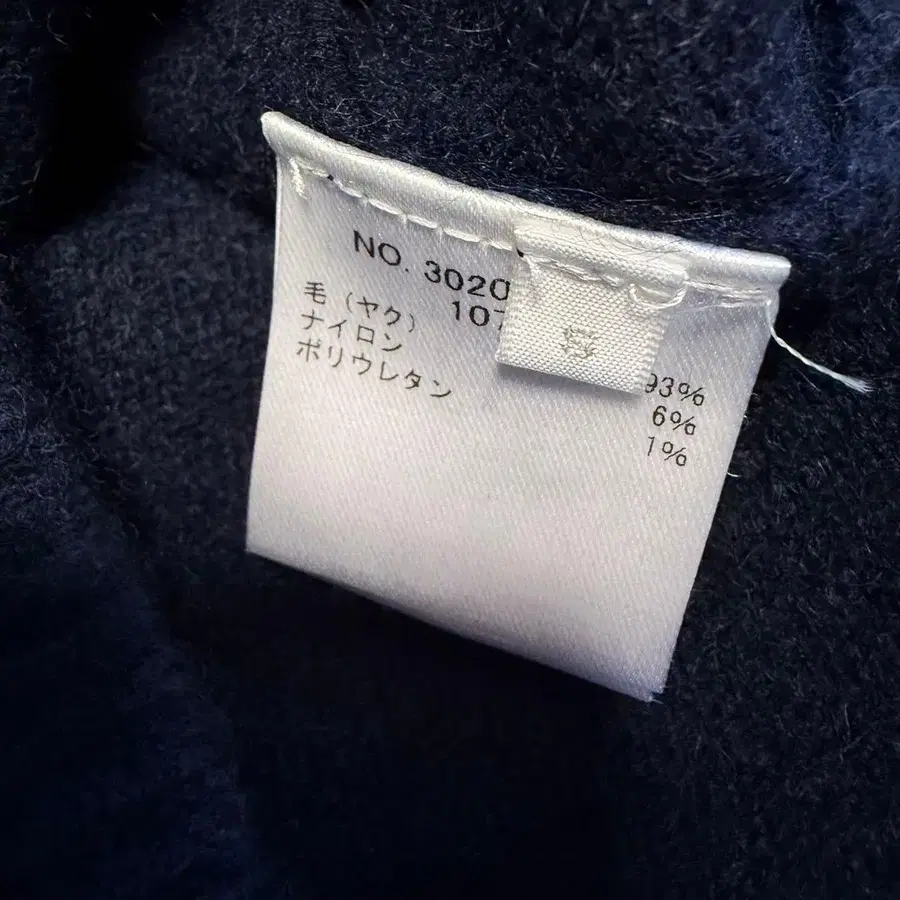 NO. 3020
107
毛（ヤク） 93%
ナイロン 6%
ポリウレタン 1%
S